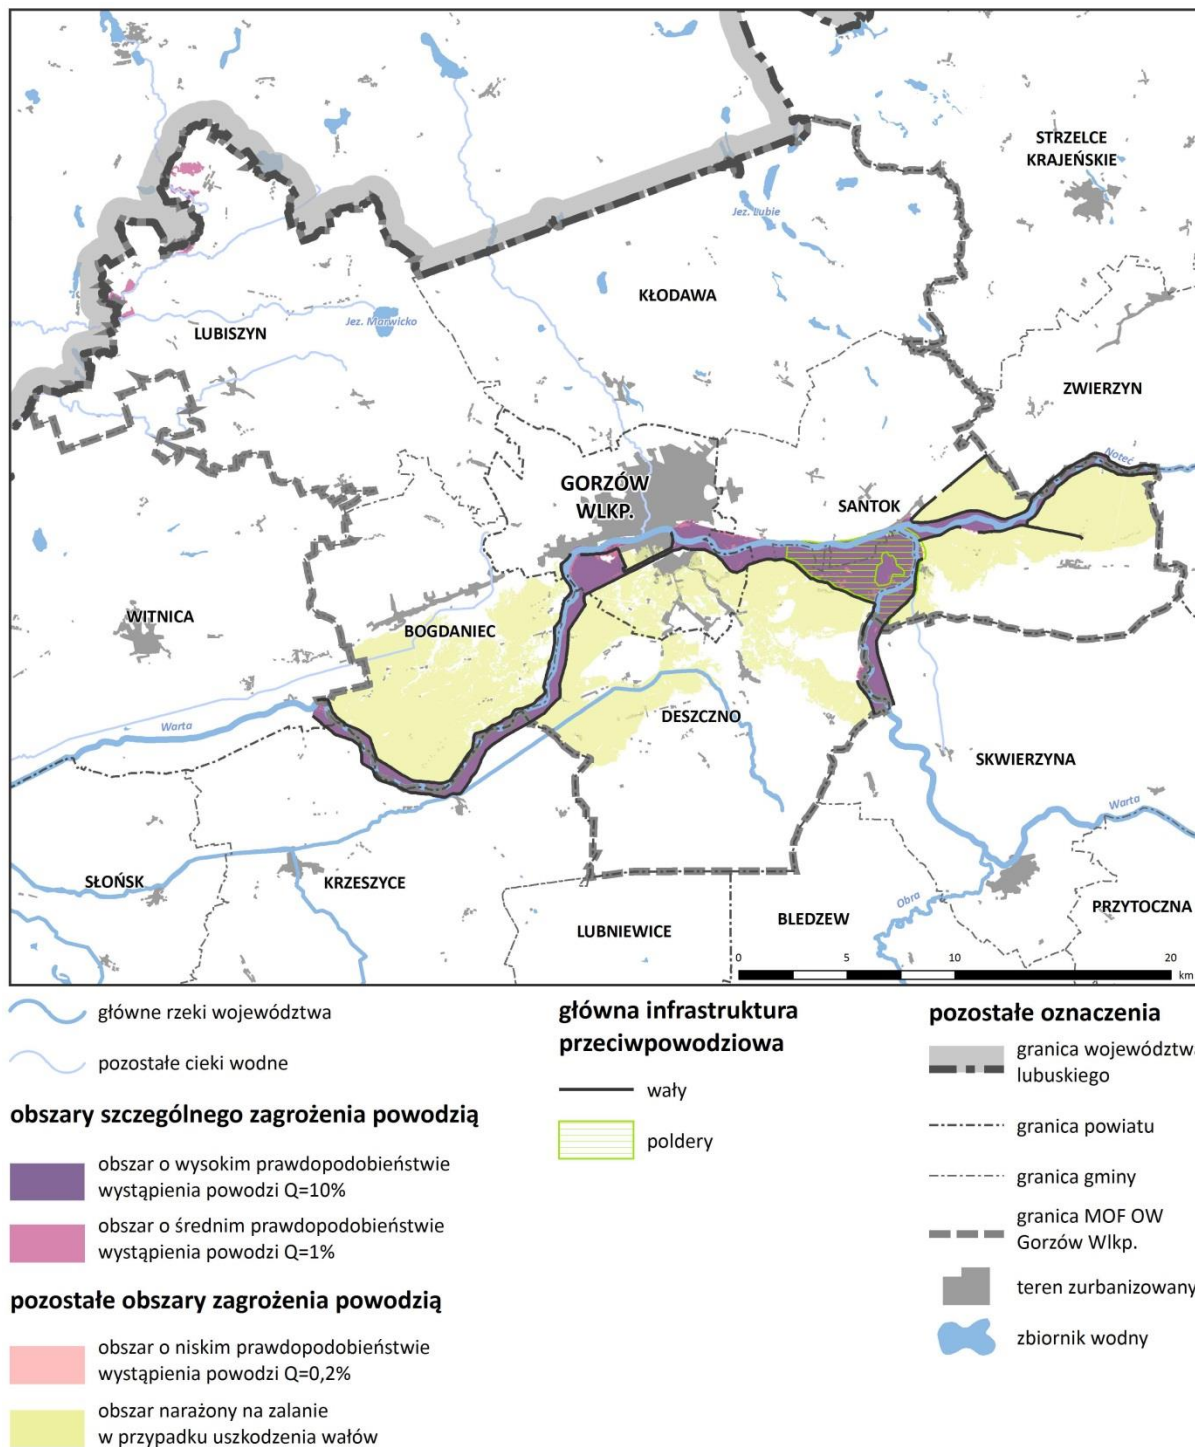 STRZELCE
KRAJEŃSKIE
Jez. Lubie
KŁODAWA
Jez. Marwicko
LUBISZYN
ZWIERZYN
Noteć
GORZÓW
WLKP.
SANTOK
WITNICA
BOGDANIEC
Warta
DESZCZNO
SKWIERZYNA
Warta
SŁOŃSK
KRZESZYCE
Obra
PRZYTOCZNA
LUBNIEWICE
BLEDZEW
0 5 10 20
km
główne rzeki województwa
pozostałe cieki wodne
obszary szczególnego zagrożenia powodzią
obszar o wysokim prawdopodobieństwie
wystąpienia powodzi Q=10%
obszar o średnim prawdopodobieństwie
wystąpienia powodzi Q=1%
pozostałe obszary zagrożenia powodzią
obszar o niskim prawdopodobieństwie
wystąpienia powodzi Q=0,2%
obszar narażony na zalanie
w przypadku uszkodzenia wałów
główna infrastruktura
przeciwpowodziowa
wały
poldery
pozostałe oznaczenia
granica województwa
lubuskiego
granica powiatu
granica gminy
granica MOF OW
Gorzów Wlkp.
teren zurbanizowany
zbiornik wodny